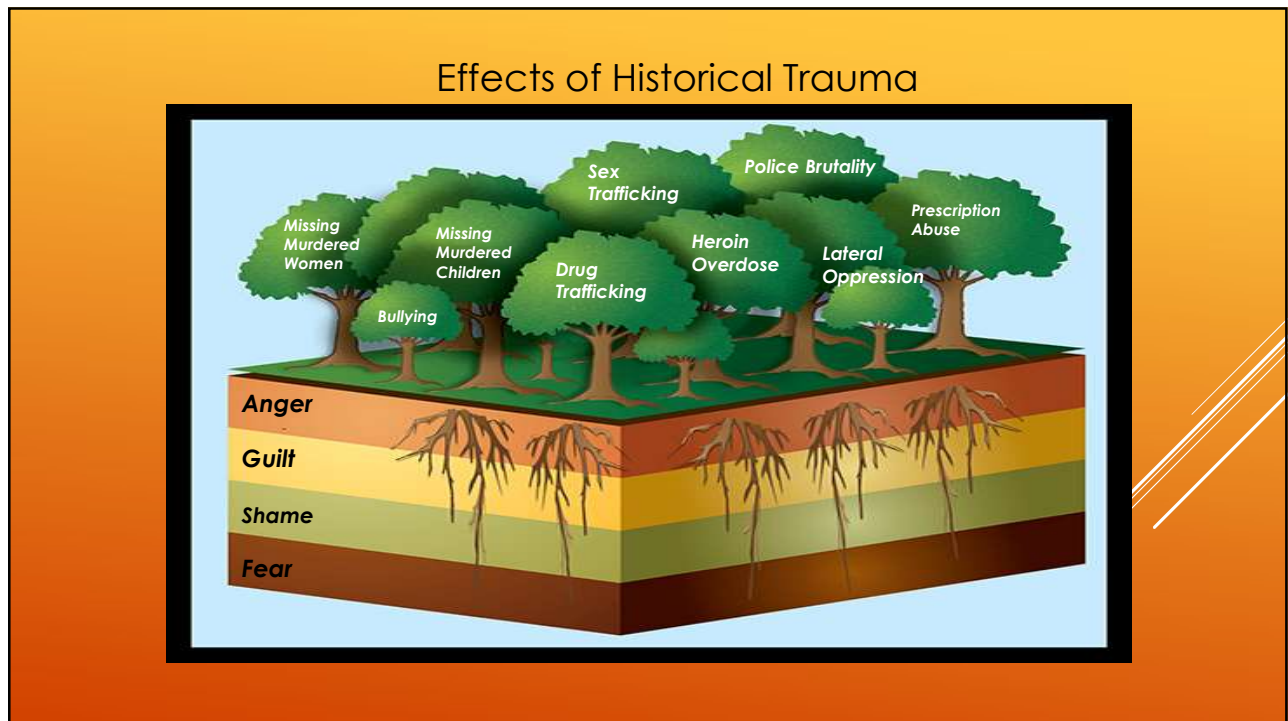 Effects of Historical Trauma
Sex
Trafficking
Police Brutality
Missing
Murdered
Women
Missing
Murdered
Children
Drug
Trafficking
Heroin
Overdose
Lateral
Oppression
Prescription
Abuse
Bullying
Anger
Guilt
Shame
Fear